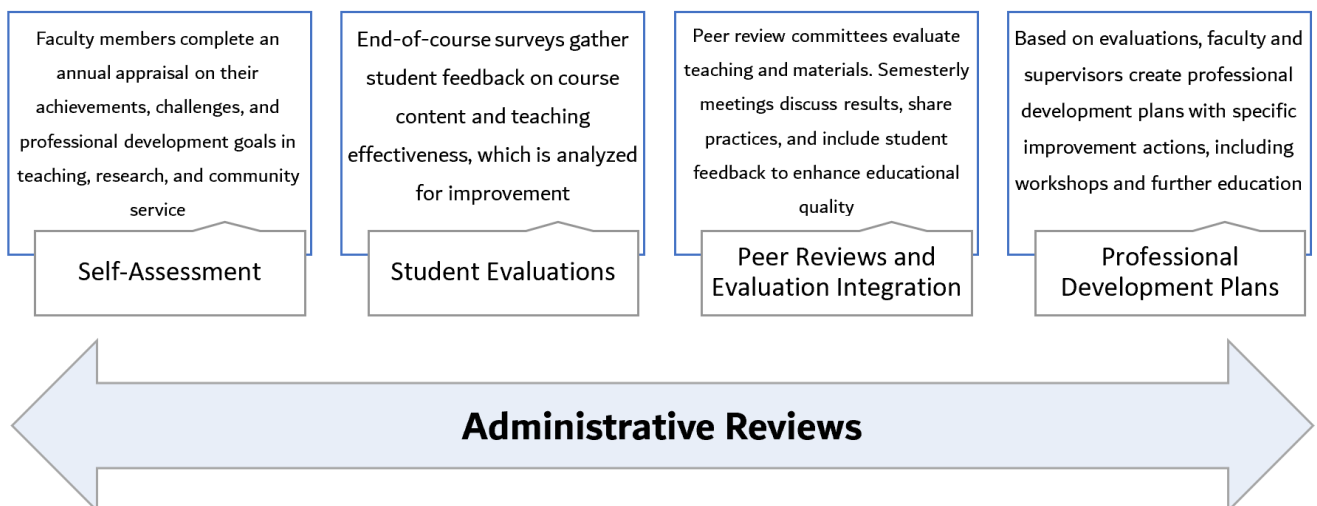 Faculty members complete an
annual appraisal on their
achievements, challenges, and
professional development goals in
teaching, research, and community
service
Self-Assessment
End-of-course surveys gather
student feedback on course
content and teaching
effectiveness, which is analyzed
for improvement
Student Evaluations
Peer review committees evaluate
teaching and materials. Semesterly
meetings discuss results, share
practices, and include student
feedback to enhance educational
quality
Peer Reviews and
Evaluation Integration
Based on evaluations, faculty and
supervisors create professional
development plans with specific
improvement actions, including
workshops and further education
Professional
Development Plans
Administrative Reviews